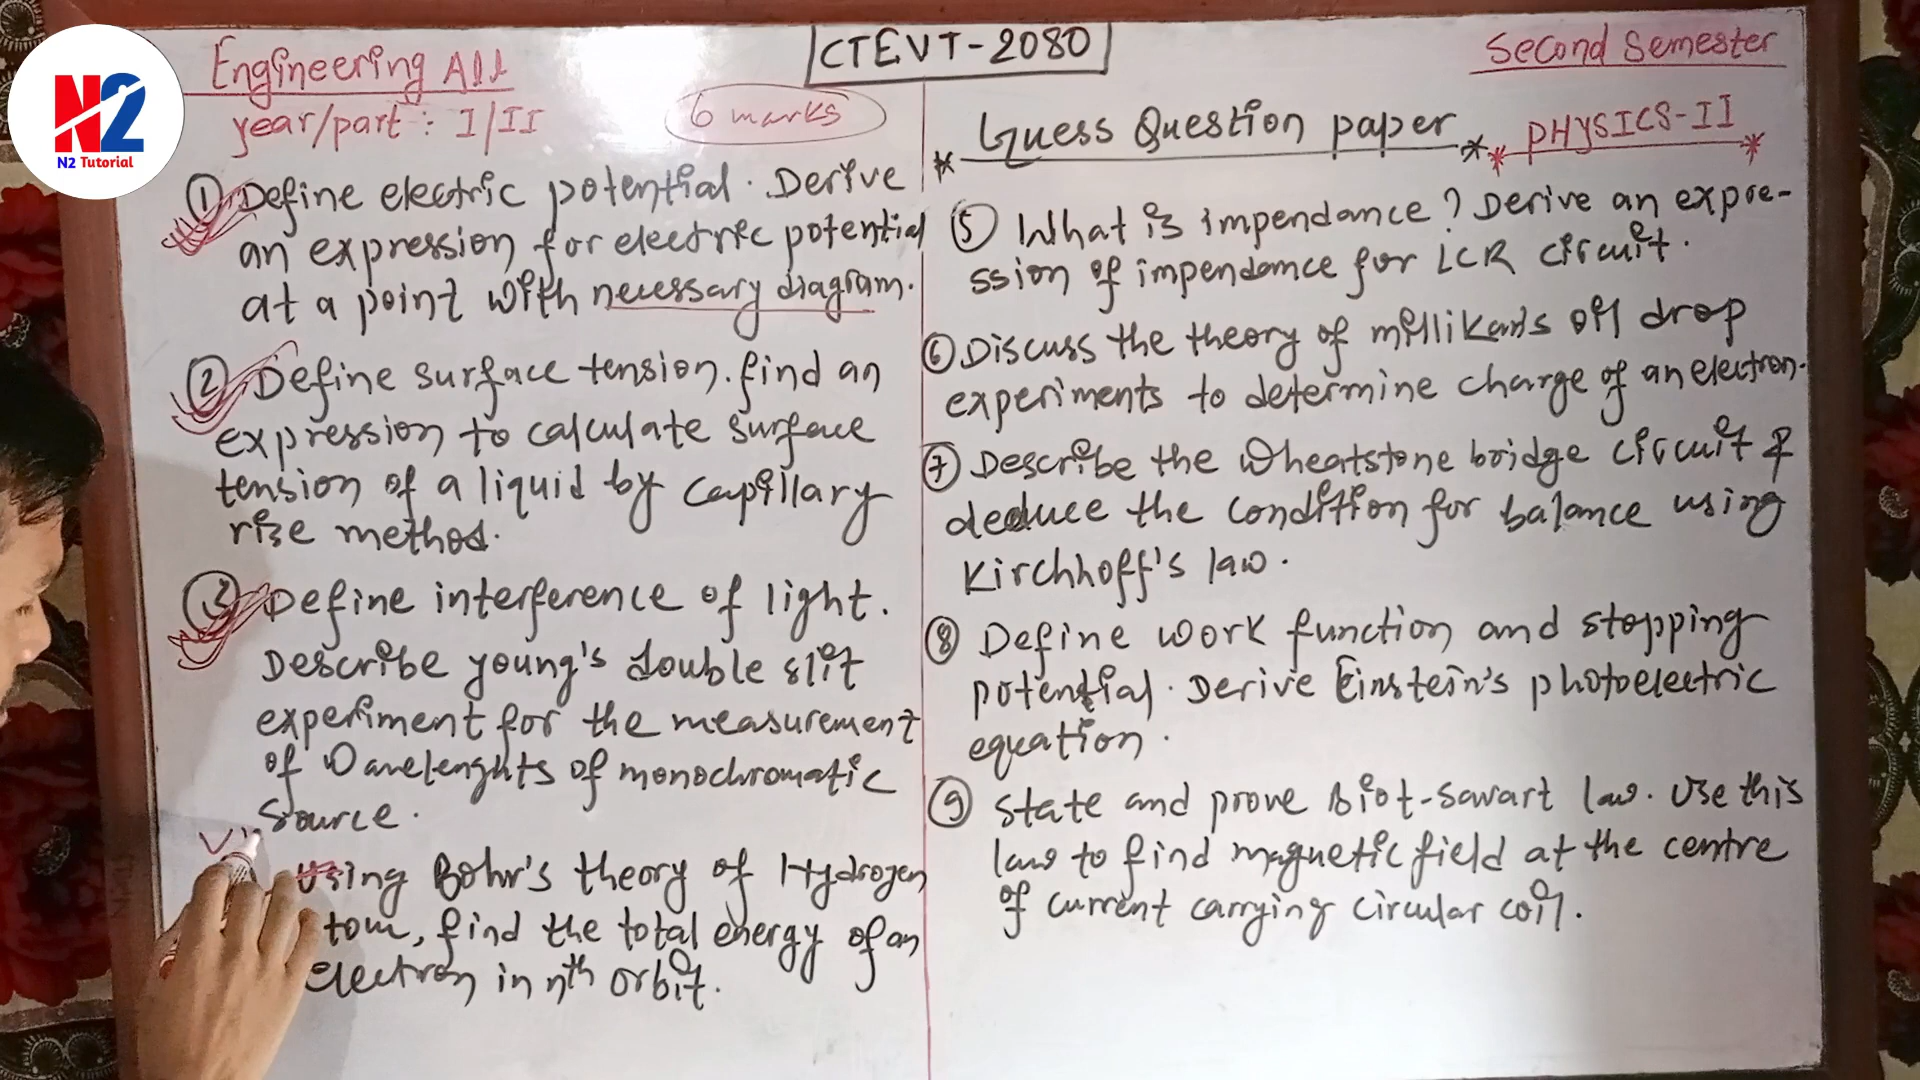 N2
N2 Tutorial
CTEVT-2080
Engineering All
year/part : I/II
6 marks
Second Semester
* Guess Question paper * * PHYSICS-II *
① Define electric potential. Derive
an expression for electric potential
at a point with necessary diagram.
② Define surface tension. find an
expression to calculate surface
tension of a liquid by capillary
rise method.
③ Define interference of light.
Describe young's double slit
experiment for the measurement
of Wavelenghts of monochromatic
source.
Using Bohr's theory of Hydrogen
tom, find the total energy of an
electron in nth orbit.
⑤ What is impendance? Derive an expre-
ssion of impendance for LCR circuit.
⑥ Discuss the theory of millikan's oil drop
experiments to determine charge of an electron.
⑦ Describe the wheatstone bridge circuit &
deduce the condition for balance using
Kirchhoff's law.
⑧ Define work function and stopping
potential. Derive Einstein's photoelectric
equation.
⑨ State and prove Biot-Savart law. Use this
law to find magnetic field at the centre
of current carrying circular coil.